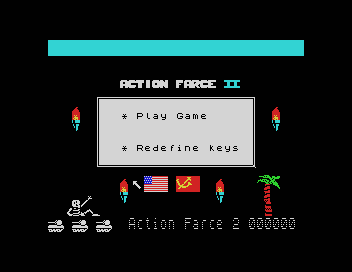 ACTION FARCE II
* Play Game
* Redefine keys
Action Farce 2 000000